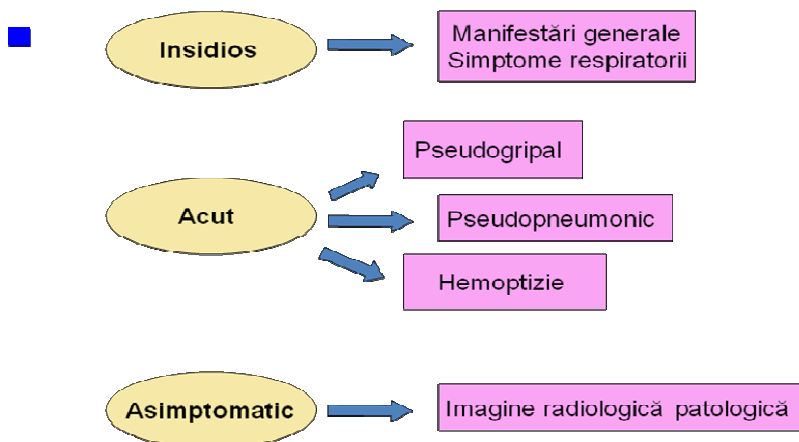 Insidios
Manifestări generale
Simptome respiratorii
Pseudogripal
Acut
Pseudopneumonic
Hemoptizie
Asimptomatic
Imagine radiologică patologică